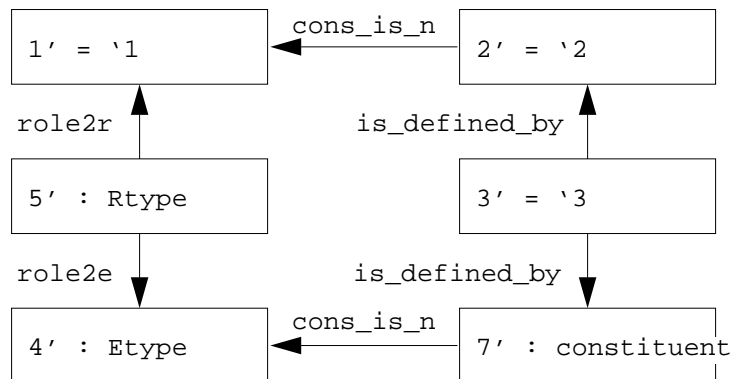 cons_is_n
1′ = ‘1
2′ = ‘2
role2r
is_defined_by
5′ : Rtype
3′ = ‘3
role2e
is_defined_by
cons_is_n
4′ : Etype
7′ : constituent